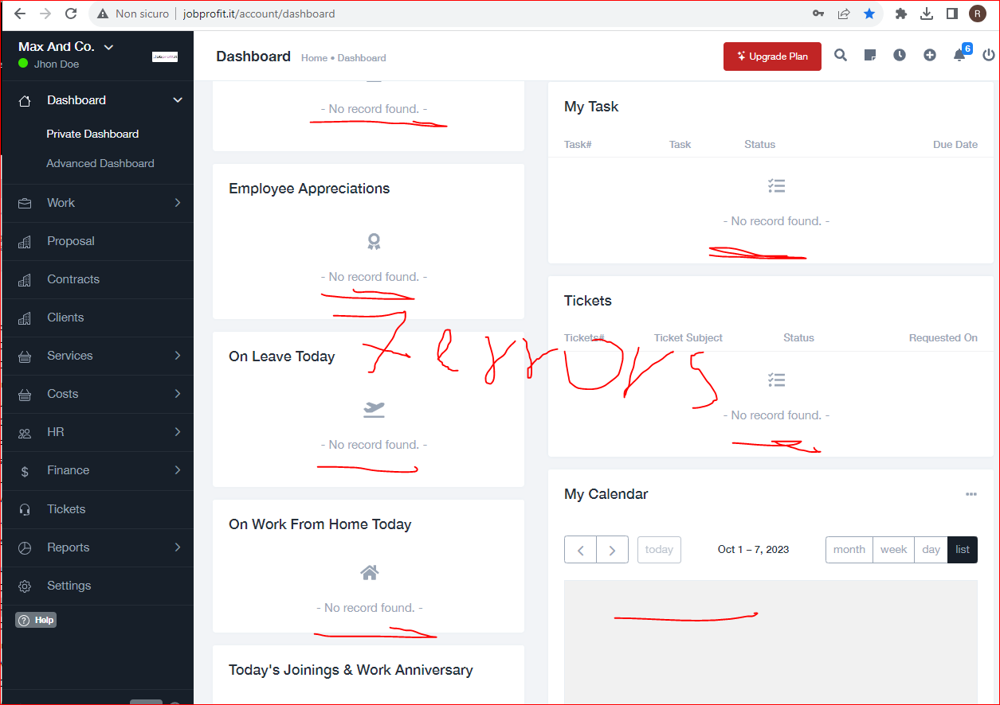 Non sicuro | jobprofit.it/account/dashboard
R
Max And Co.
Jhon Doe
Jobprofit.it
Dashboard
Private Dashboard
Advanced Dashboard
Work
Proposal
Contracts
Clients
Services
Costs
HR
Finance
Tickets
Reports
Settings
? Help
Dashboard Home • Dashboard
Upgrade Plan
6
- No record found. -
Employee Appreciations
- No record found. -
On Leave Today
- No record found. -
On Work From Home Today
- No record found. -
Today's Joinings & Work Anniversary
My Task
Task# Task Status Due Date
- No record found. -
Tickets
Tickets# Ticket Subject Status Requested On
- No record found. -
7 errors
My Calendar
< > today Oct 1 – 7, 2023 month week day list